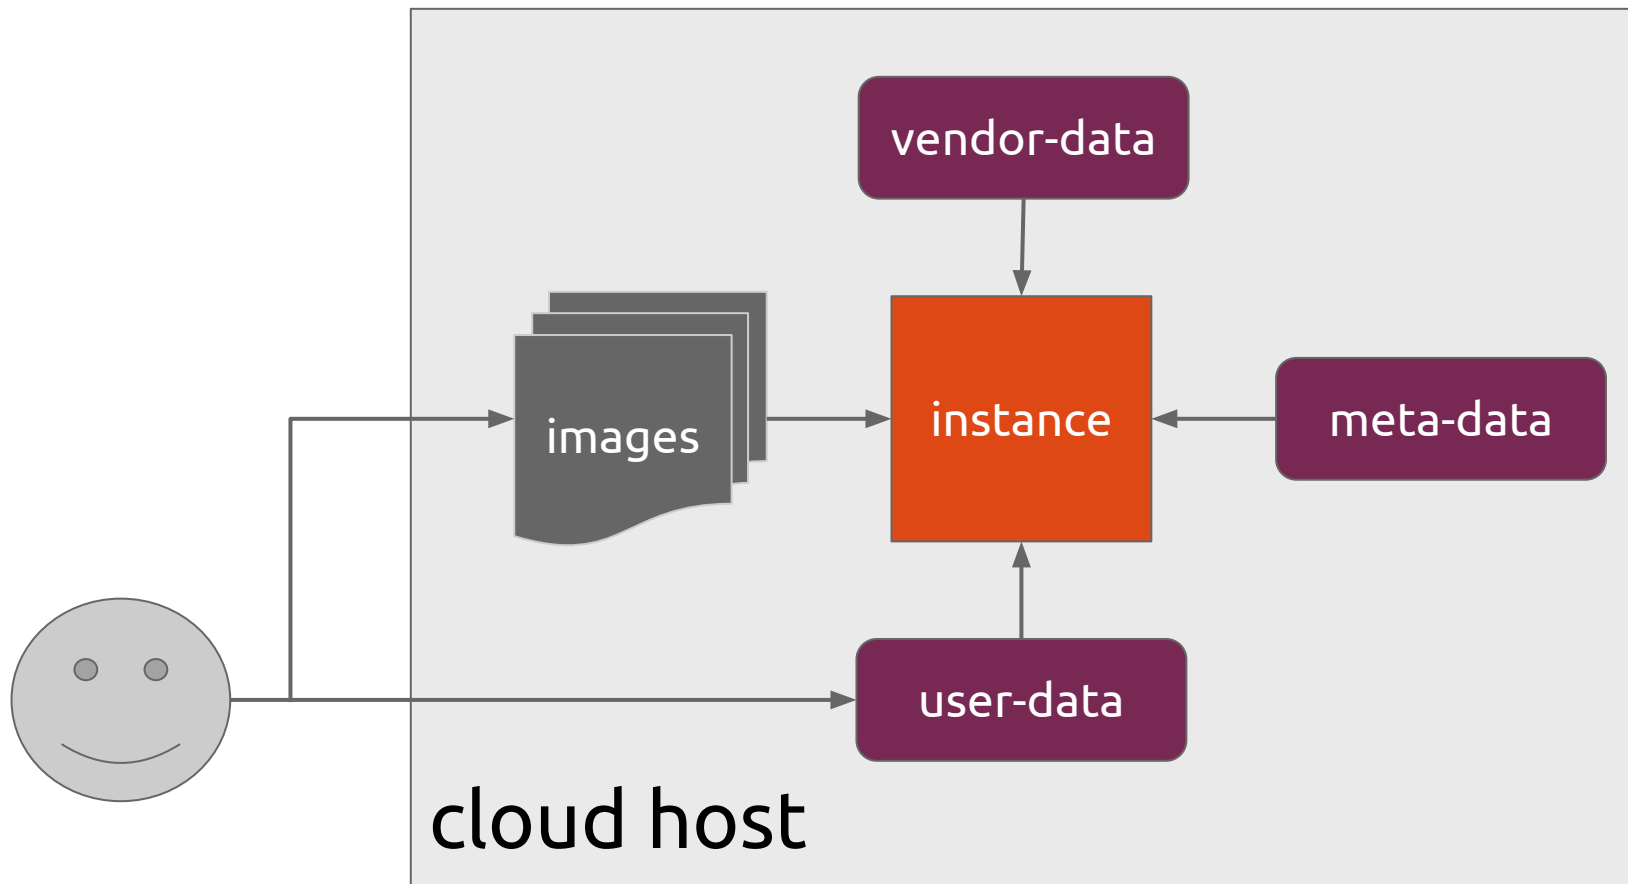 vendor-data
images
instance
meta-data
user-data
cloud host